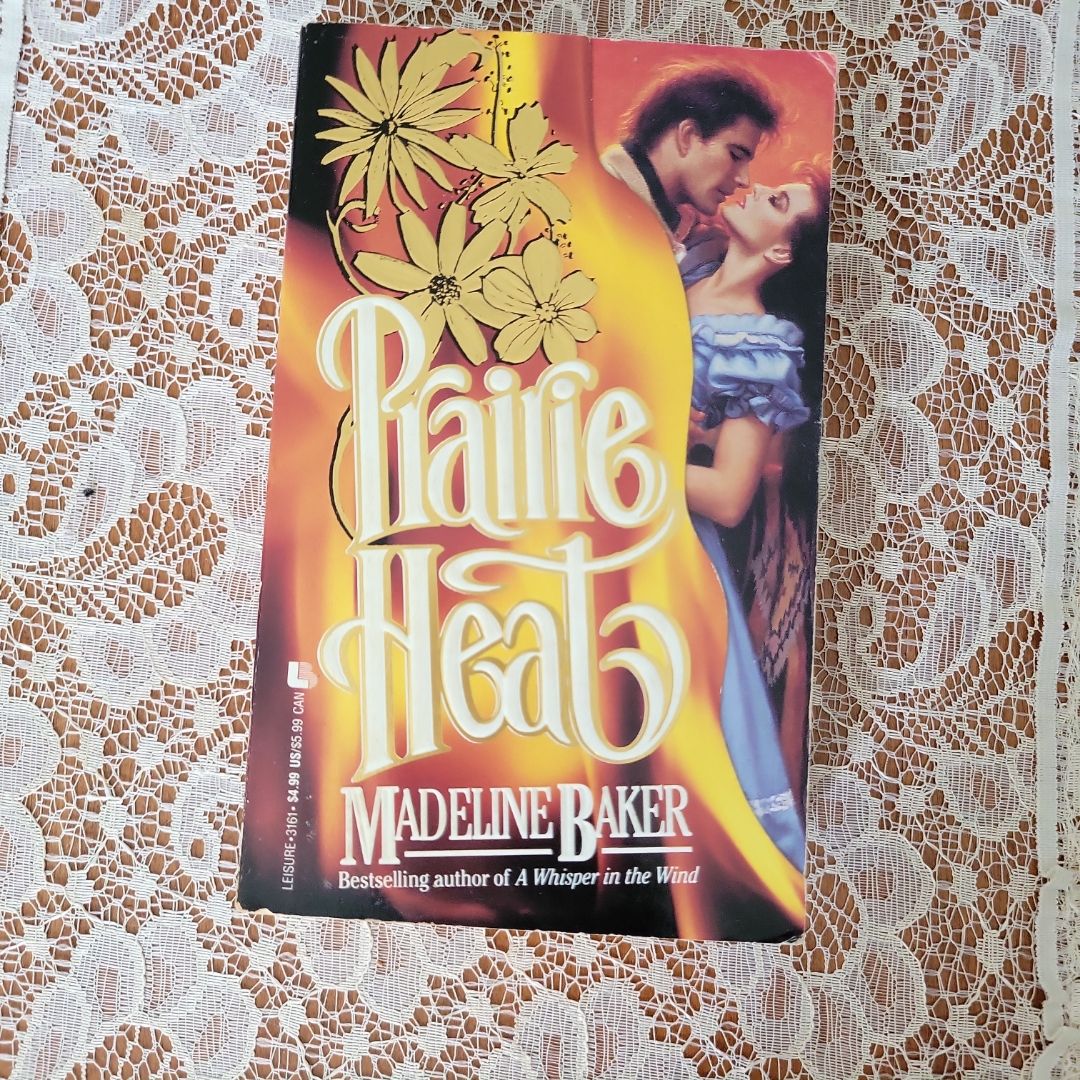 Prairie
Heat
MADELINE BAKER
Bestselling author of A Whisper in the Wind
LEISURE • 3161 • $4.99 US/$5.99 CAN